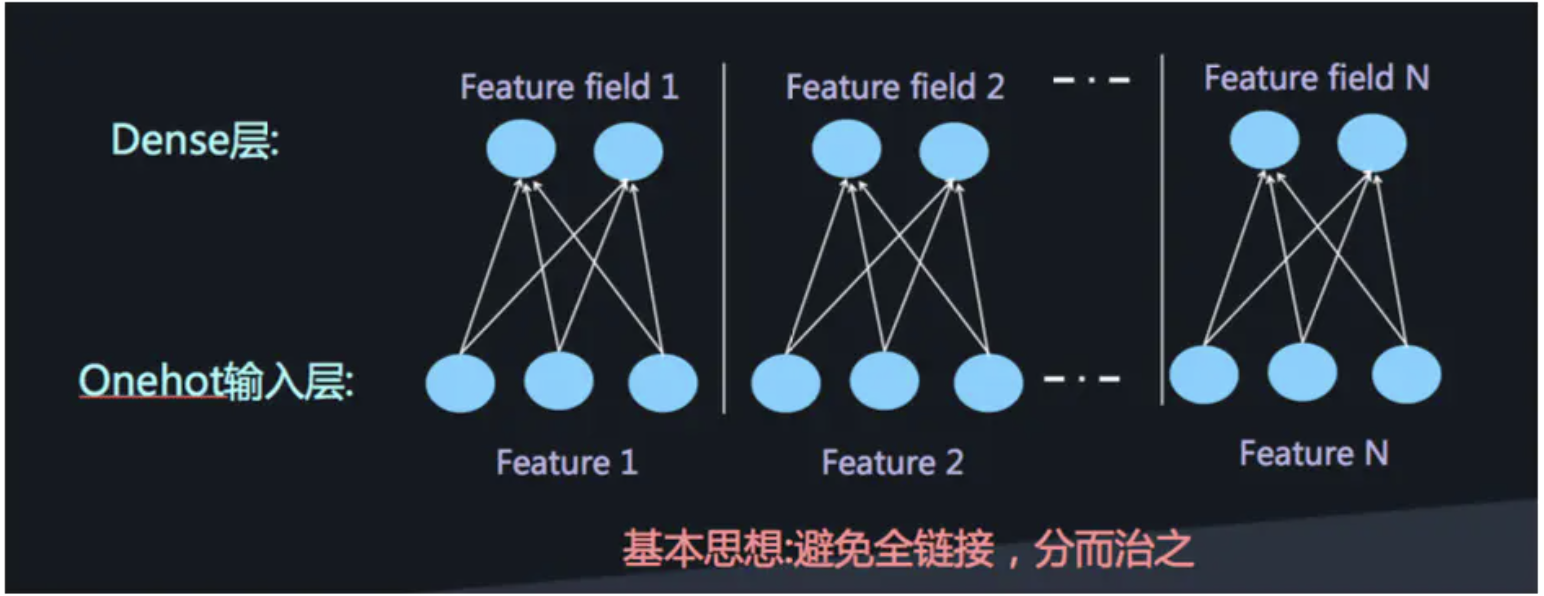 Feature field 1
Feature field 2
Feature field N
Dense层:
Onehot输入层:
Feature 1
Feature 2
Feature N
基本思想:避免全链接，分而治之